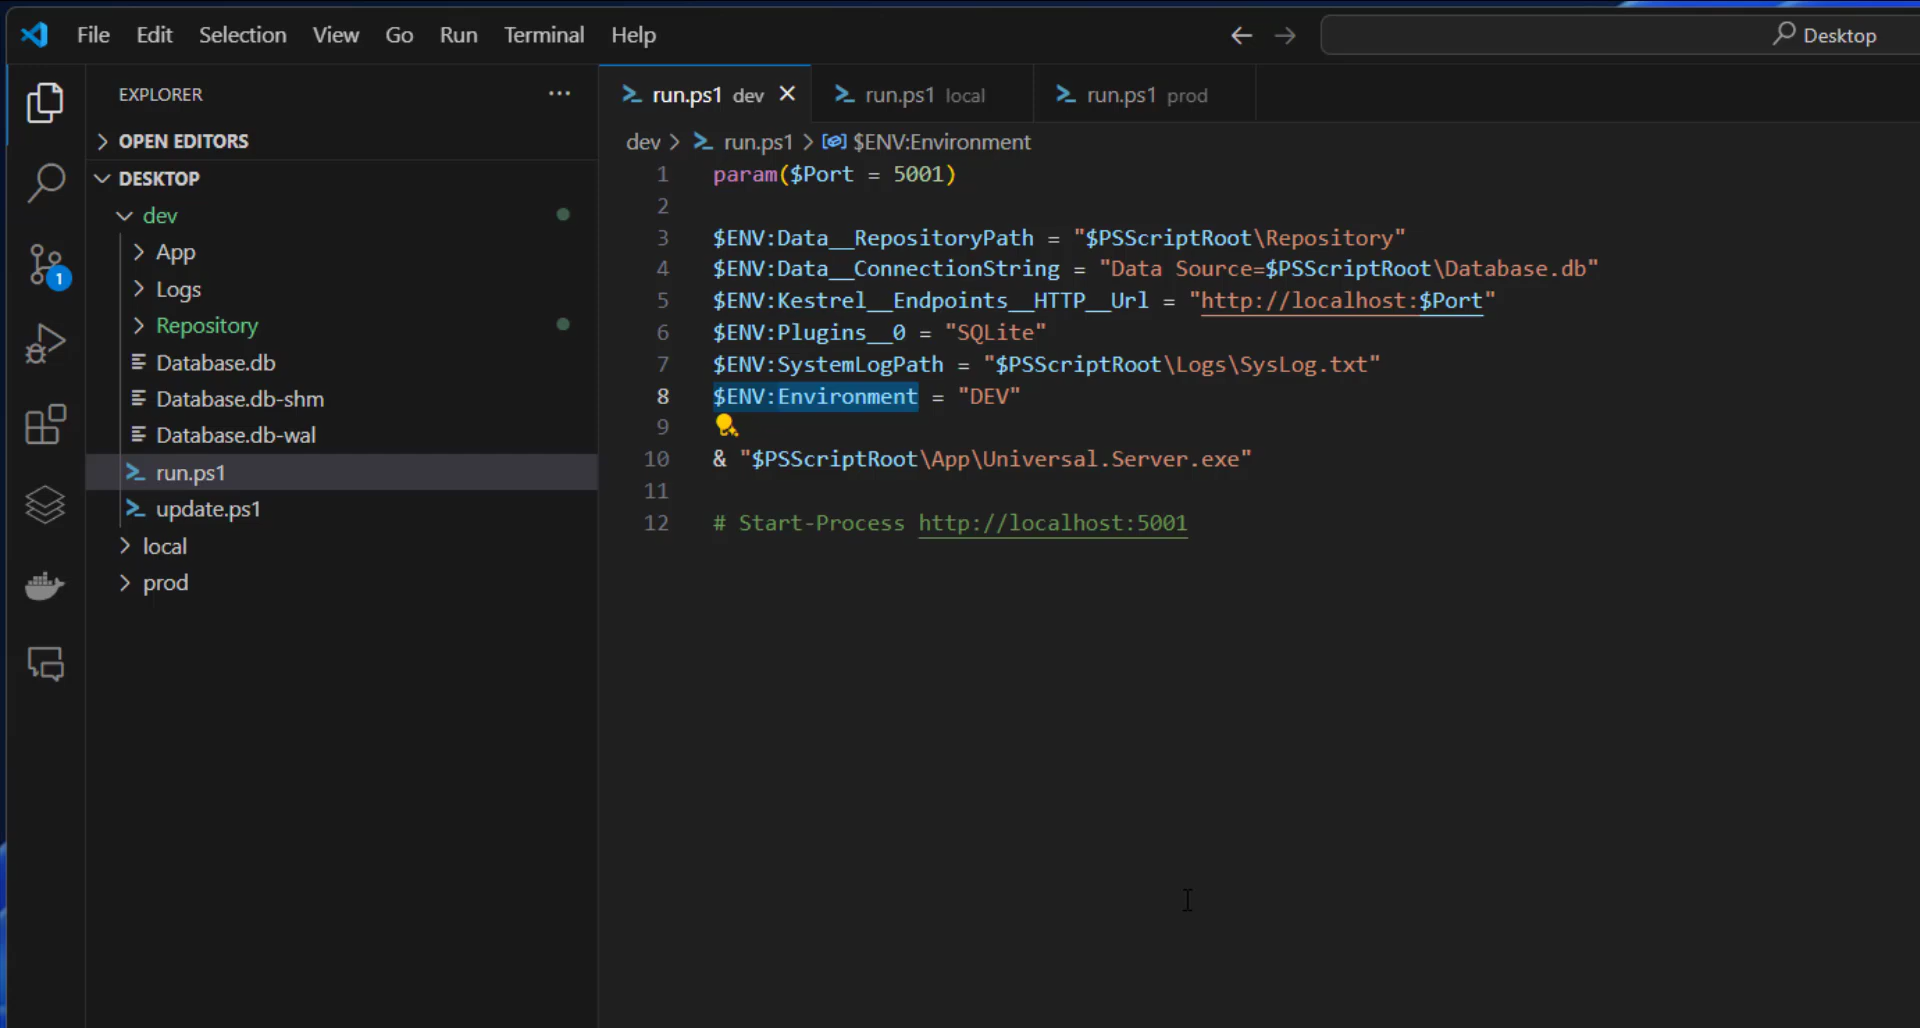 File Edit Selection View Go Run Terminal Help
Desktop
EXPLORER
OPEN EDITORS
DESKTOP
dev
App
Logs
Repository
Database.db
Database.db-shm
Database.db-wal
run.ps1
update.ps1
local
prod
1
run.ps1 dev
run.ps1 local
run.ps1 prod
dev > run.ps1 > $ENV:Environment
1 param($Port = 5001)
2
3 $ENV:Data__RepositoryPath = "$PSScriptRoot\Repository"
4 $ENV:Data__ConnectionString = "Data Source=$PSScriptRoot\Database.db"
5 $ENV:Kestrel__Endpoints__HTTP__Url = "http://localhost:$Port"
6 $ENV:Plugins__0 = "SQLite"
7 $ENV:SystemLogPath = "$PSScriptRoot\Logs\SysLog.txt"
8 $ENV:Environment = "DEV"
9
10 & "$PSScriptRoot\App\Universal.Server.exe"
11
12 # Start-Process http://localhost:5001